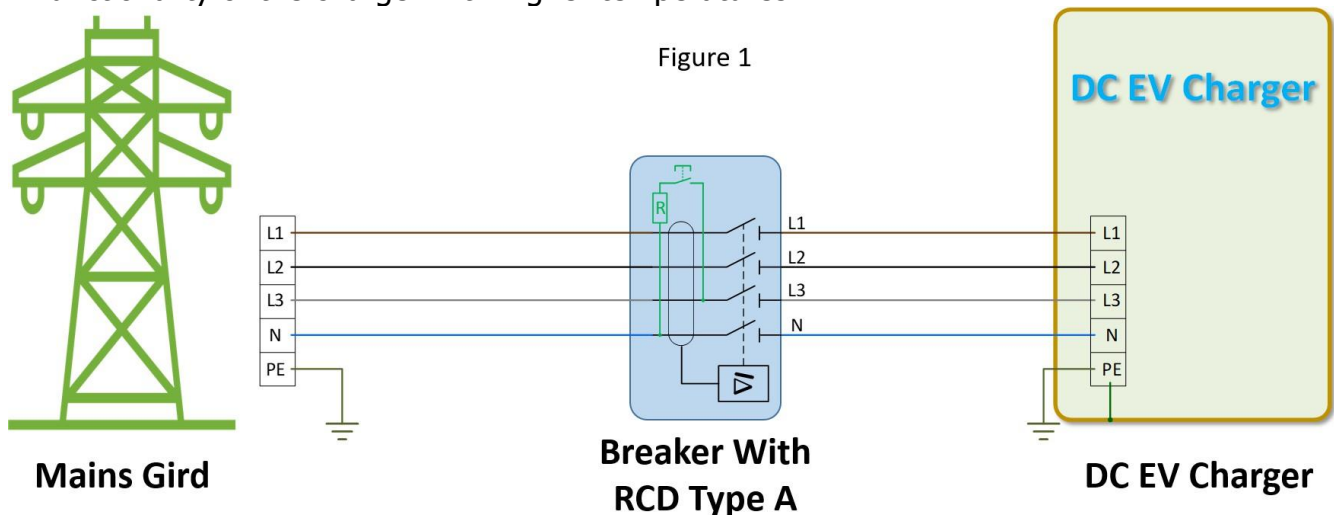 Figure 1
DC EV Charger
R
L1
L2
L3
N
PE
L1
L2
L3
N
L1
L2
L3
N
PE
Mains Gird
Breaker With
RCD Type A
DC EV Charger